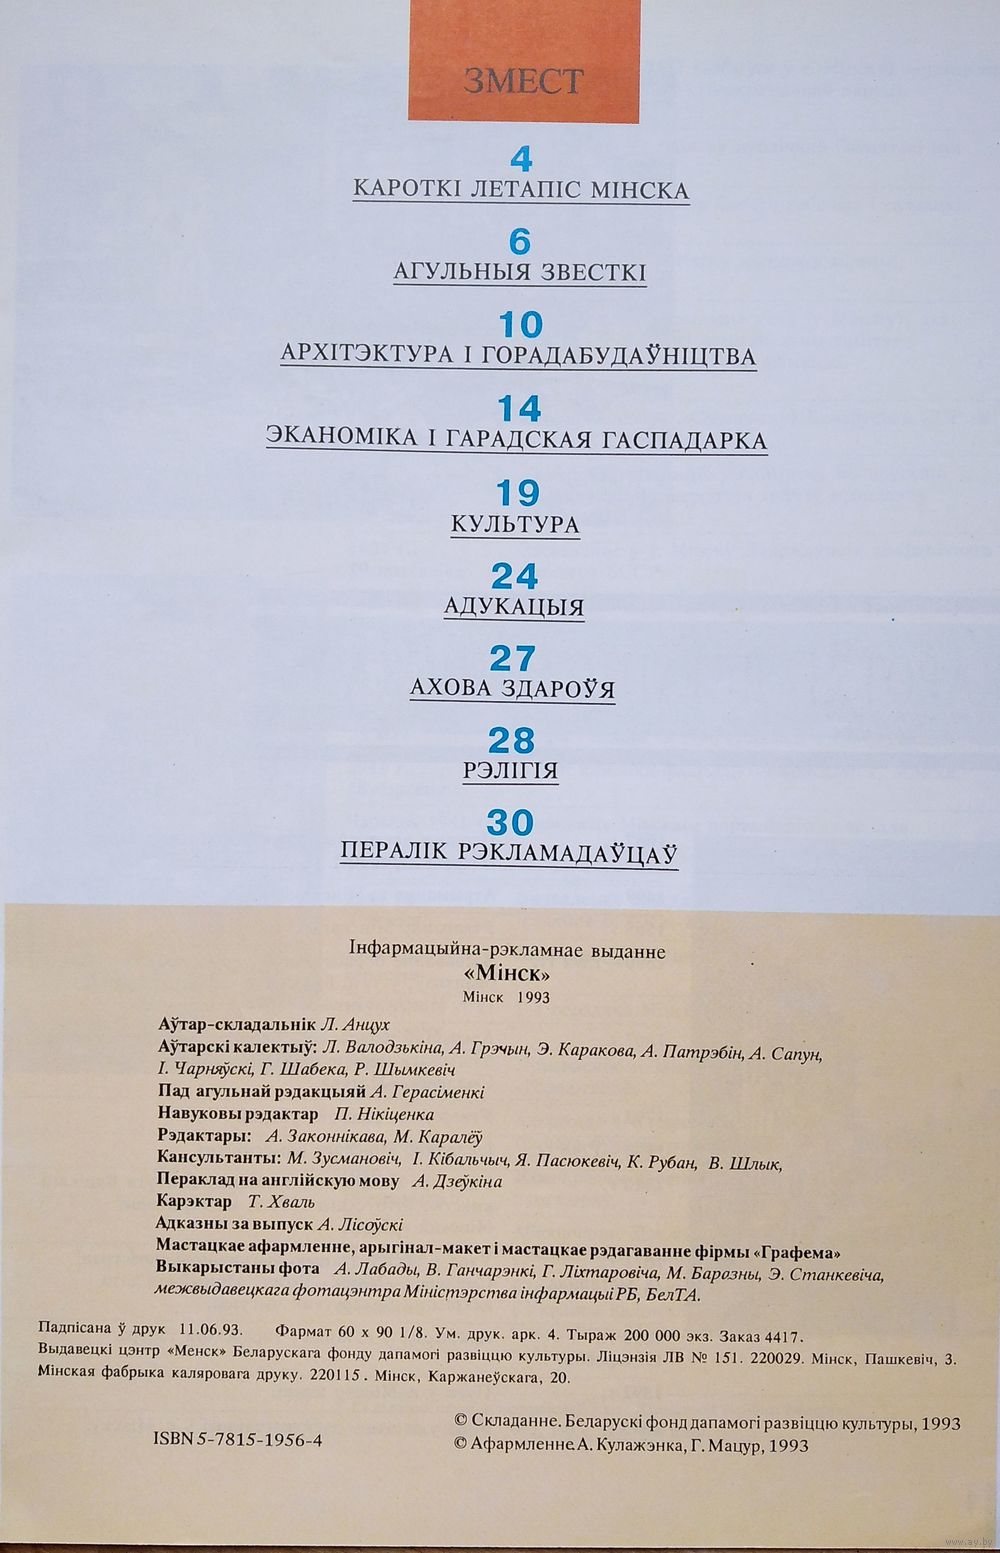 ЗМЕСТ
4
КАРОТКІ ЛЕТАПІС МІНСКА
6
АГУЛЬНЫЯ ЗВЕСТКІ
10
АРХІТЭКТУРА І ГОРАДАБУДАЎНІЦТВА
14
ЭКАНОМІКА І ГАРАДСКАЯ ГАСПАДАРКА
19
КУЛЬТУРА
24
АДУКАЦЫЯ
27
АХОВА ЗДАРОЎЯ
28
РЭЛІГІЯ
30
ПЕРАЛІК РЭКЛАМАДАЎЦАЎ
Інфармацыйна-рэкламнае выданне
«Мінск»
Мінск 1993
Аўтар-складальнік Л. Анцух
Аўтарскі калектыў: Л. Валодзькіна, А. Грэчын, Э. Каракова, А. Патрэбін, А. Сапун,
І. Чарняўскі, Г. Шабека, Р. Шымкевіч
Пад агульнай рэдакцыяй А. Герасіменкі
Навуковы рэдактар П. Нікіценка
Рэдактары: А. Законнікава, М. Каралёў
Кансультанты: М. Зусмановіч, І. Кібальчыч, Я. Пасюкевіч, К. Рубан, В. Шлык,
Пераклад на англійскую мову А. Дзеўкіна
Карэктар Т. Хваль
Адказны за выпуск А. Лісоўскі
Мастацкае афармленне, арыгінал-макет і мастацкае рэдагаванне фірмы «Графема»
Выкарыстаны фота А. Лабады, В. Ганчарэнкі, Г. Ліхтаровіча, М. Баразны, Э. Станкевіча,
межвыдавецкага фотацэнтра Міністэрства інфармацыі РБ, БелТА.
Падпісана ў друк 11.06.93. Фармат 60 х 90 1/8. Ум. друк. арк. 4. Тыраж 200 000 экз. Заказ 4417.
Выдавецкі цэнтр «Менск» Беларускага фонду дапамогі развіццю культуры. Ліцэнзія ЛВ № 151. 220029. Мінск, Пашкевіч, 3.
Мінская фабрыка каляровага друку. 220115. Мінск, Каржанеўскага, 20.
© Складанне. Беларускі фонд дапамогі развіццю культуры, 1993
ISBN 5-7815-1956-4
© Афармленне. А. Кулажэнка, Г. Мацур, 1993
www.ay.by